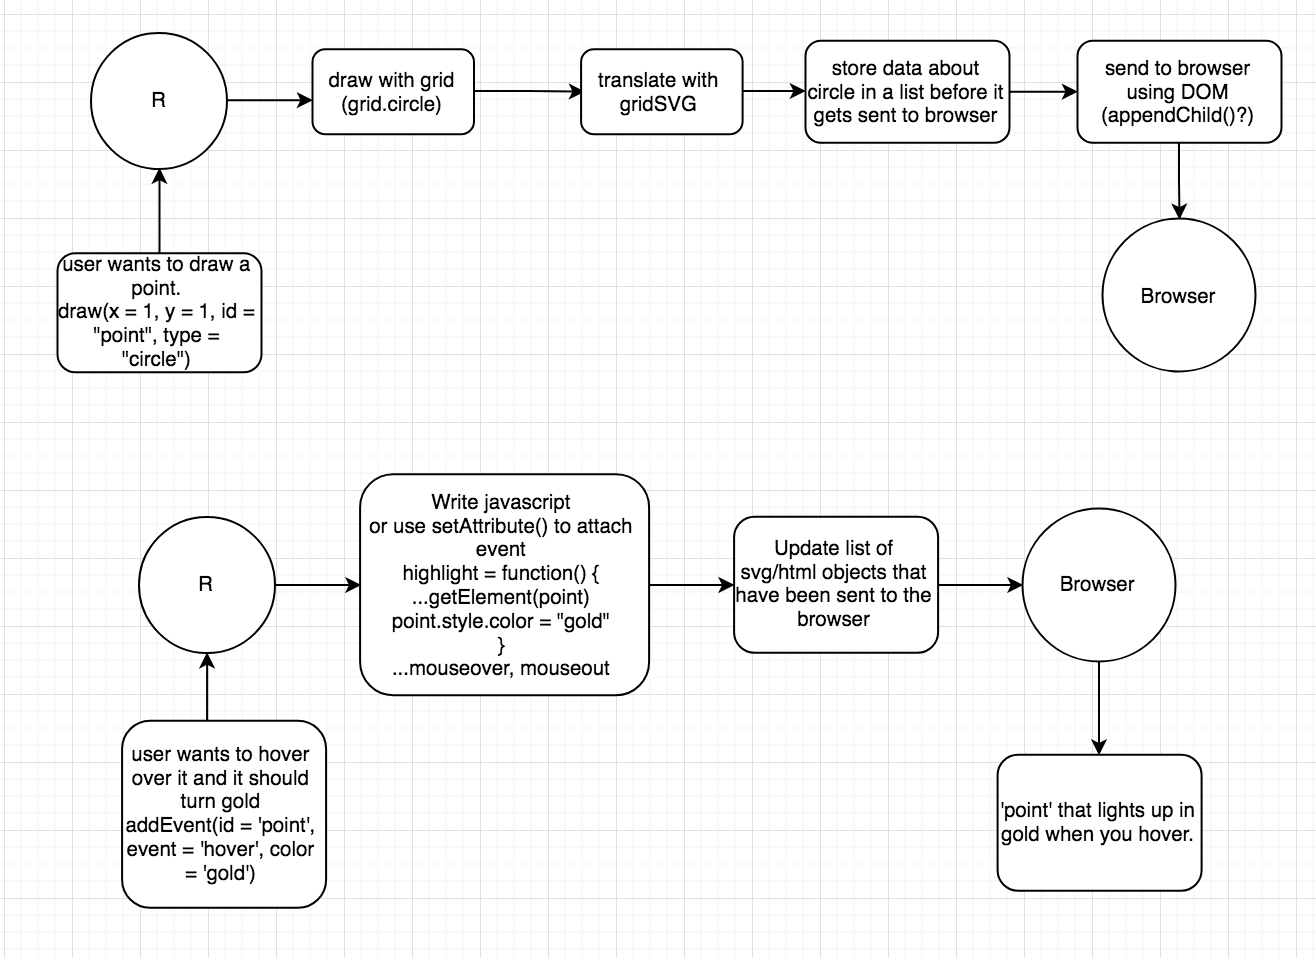 R
draw with grid
(grid.circle)
translate with
gridSVG
store data about
circle in a list before it
gets sent to browser
send to browser
using DOM
(appendChild()?)
user wants to draw a
point.
draw(x = 1, y = 1, id =
"point", type =
"circle")
Browser
R
Write javascript
or use setAttribute() to attach
event
highlight = function() {
...getElement(point)
point.style.color = "gold"
}
...mouseover, mouseout
Update list of
svg/html objects that
have been sent to the
browser
Browser
user wants to hover
over it and it should
turn gold
addEvent(id = 'point',
event = 'hover', color
= 'gold')
'point' that lights up in
gold when you hover.